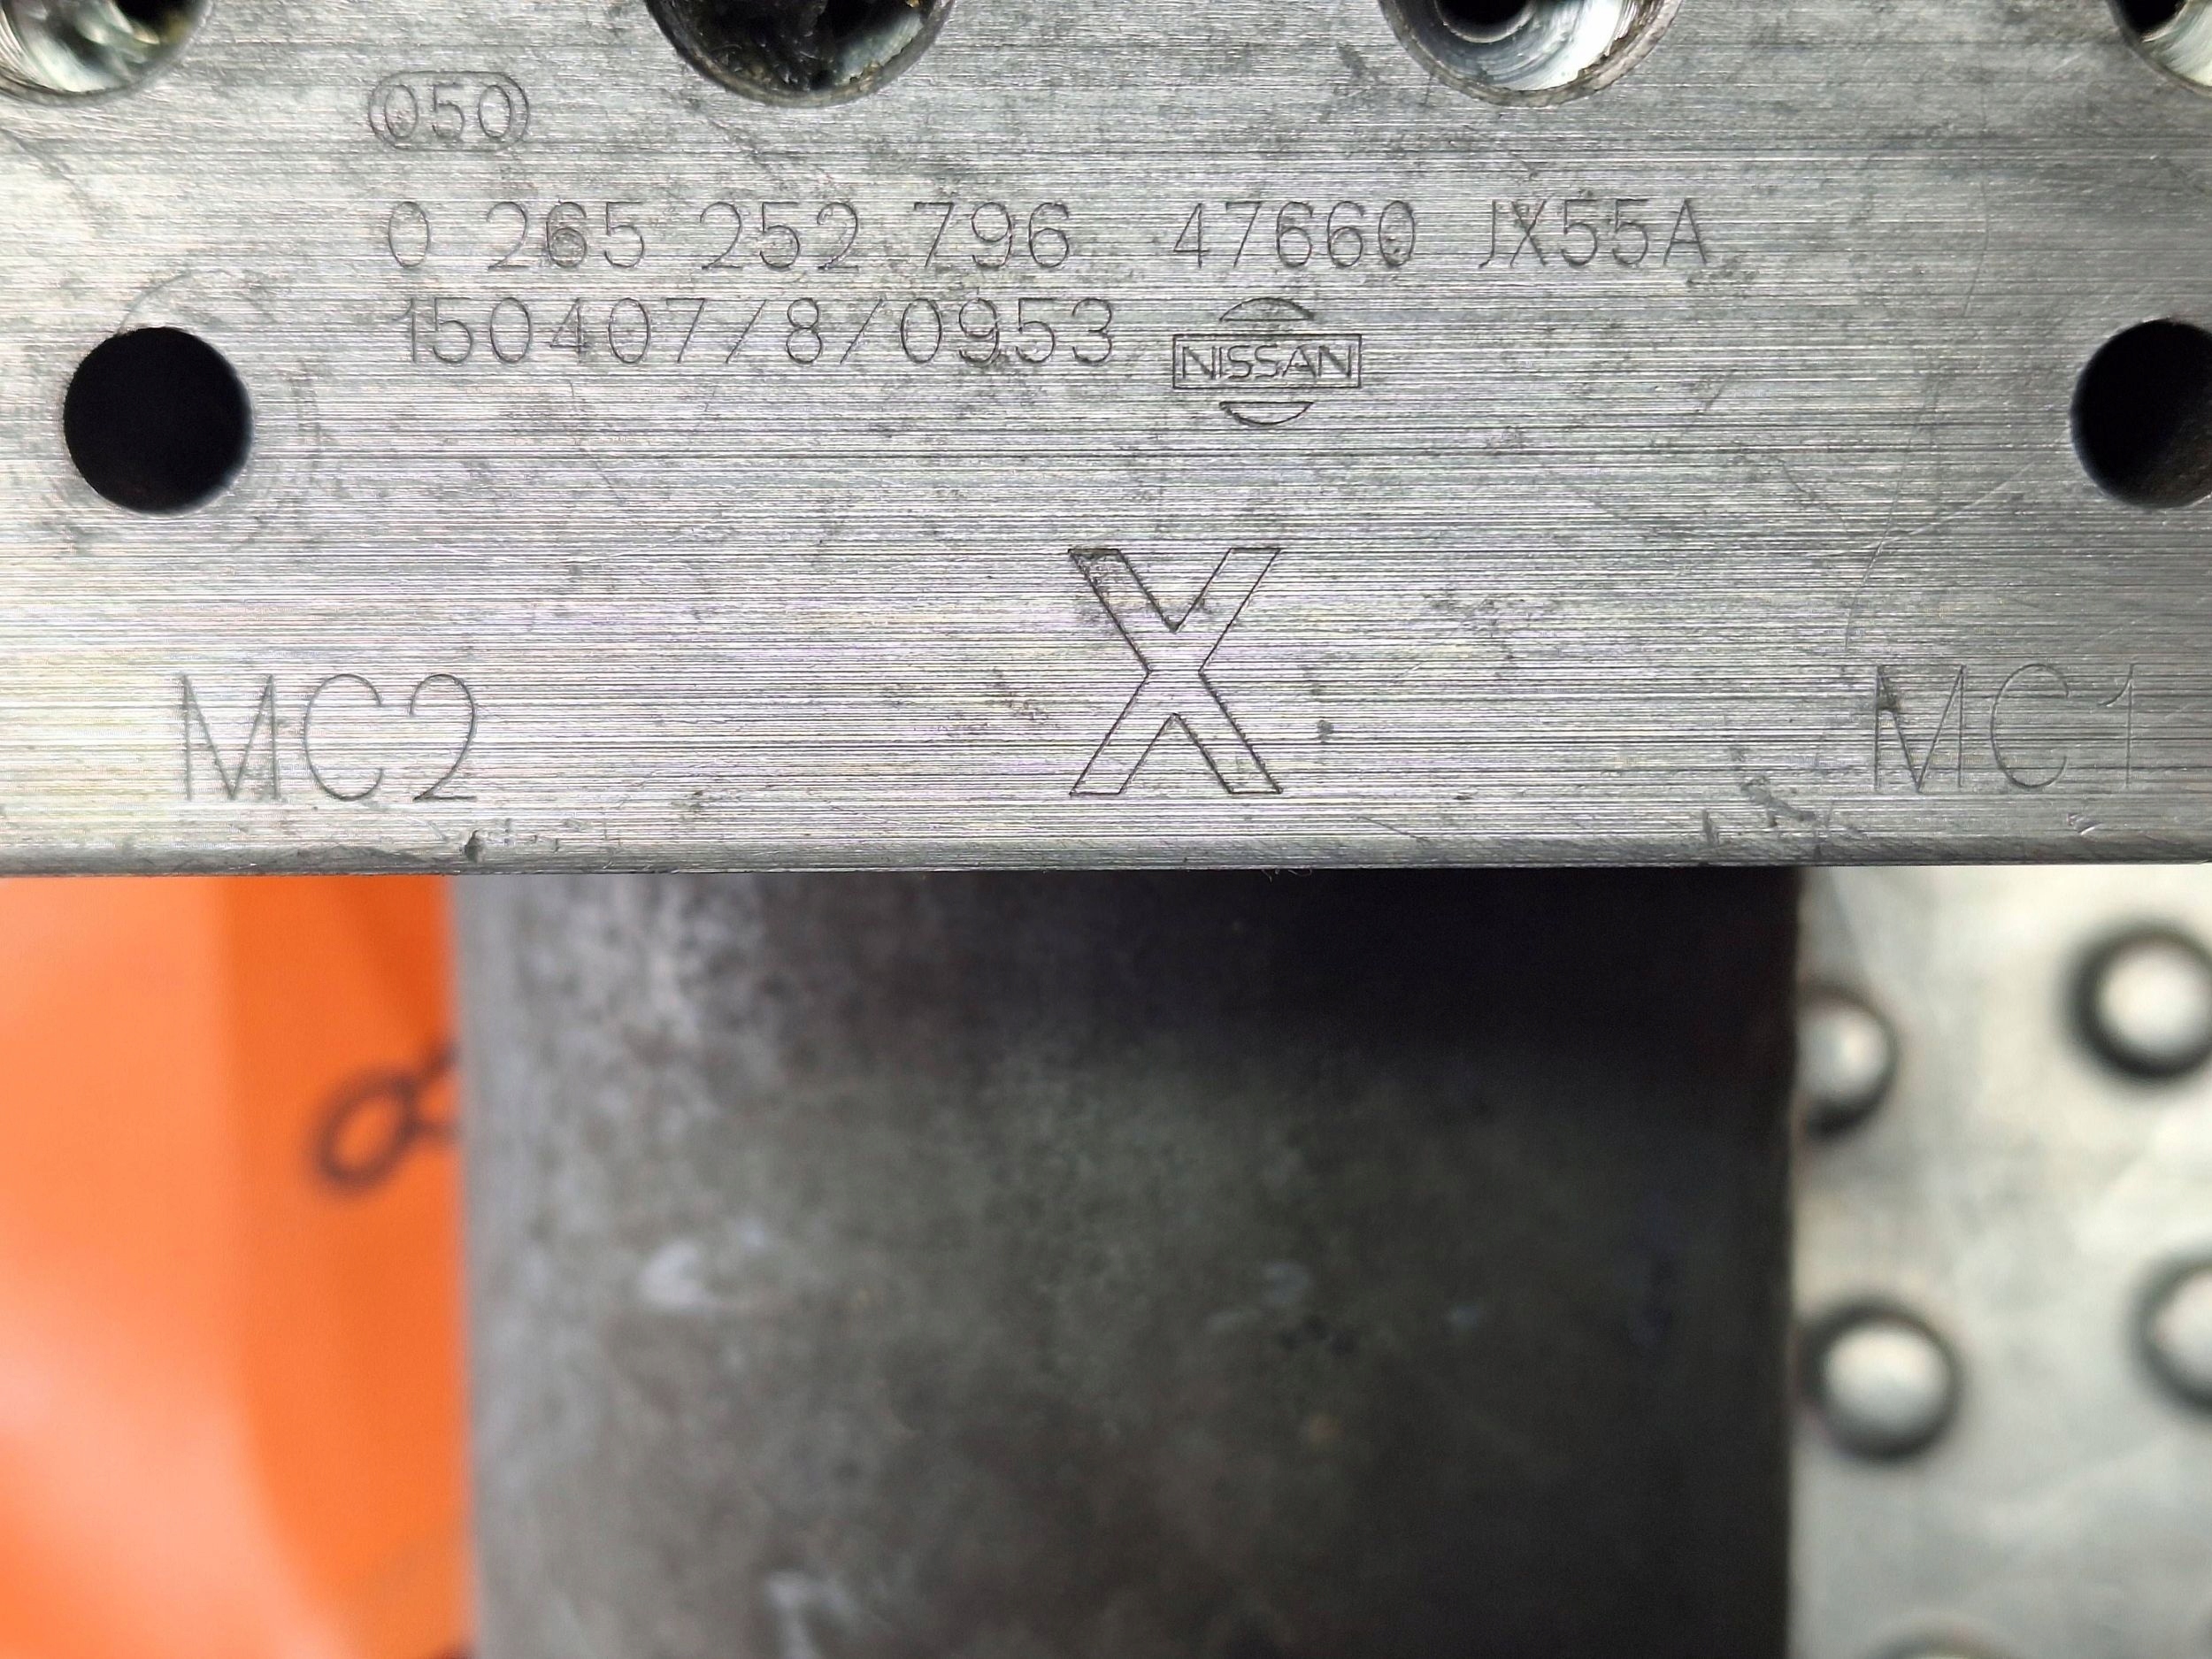 050
0 265 252 796 47660 JX55A
150407/8/0953 NISSAN
X
MC2 MC1